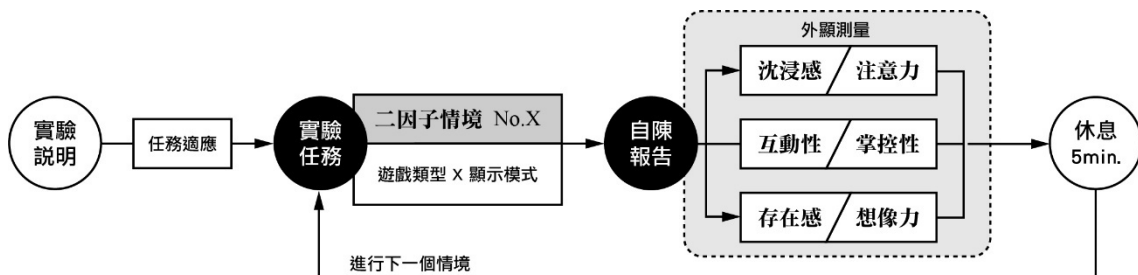 外顯測量
實驗
說明
任務適應
實驗
任務
二因子情境 No.X
遊戲類型 X 顯示模式
自陳
報告
沈浸感 / 注意力
互動性 / 掌控性
存在感 / 想像力
休息
5min.
進行下一個情境